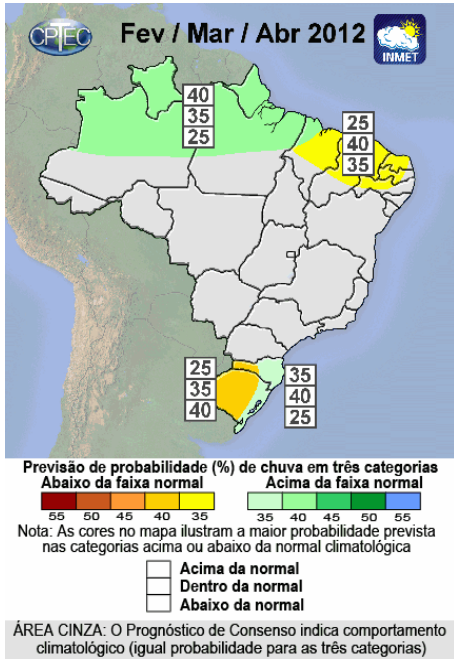 CPTEC
Fev / Mar / Abr 2012
INMET
40
35
25
25
40
35
25
35
40
35
40
25
Previsão de probabilidade (%) de chuva em três categorias
Abaixo da faixa normal Acima da faixa normal
55 50 45 40 35 35 40 45 50 55
Nota: As cores no mapa ilustram a maior probabilidade prevista
nas categorias acima ou abaixo da normal climatológica
Acima da normal
Dentro da normal
Abaixo da normal
ÁREA CINZA: O Prognóstico de Consenso indica comportamento
climatológico (igual probabilidade para as três categorias)